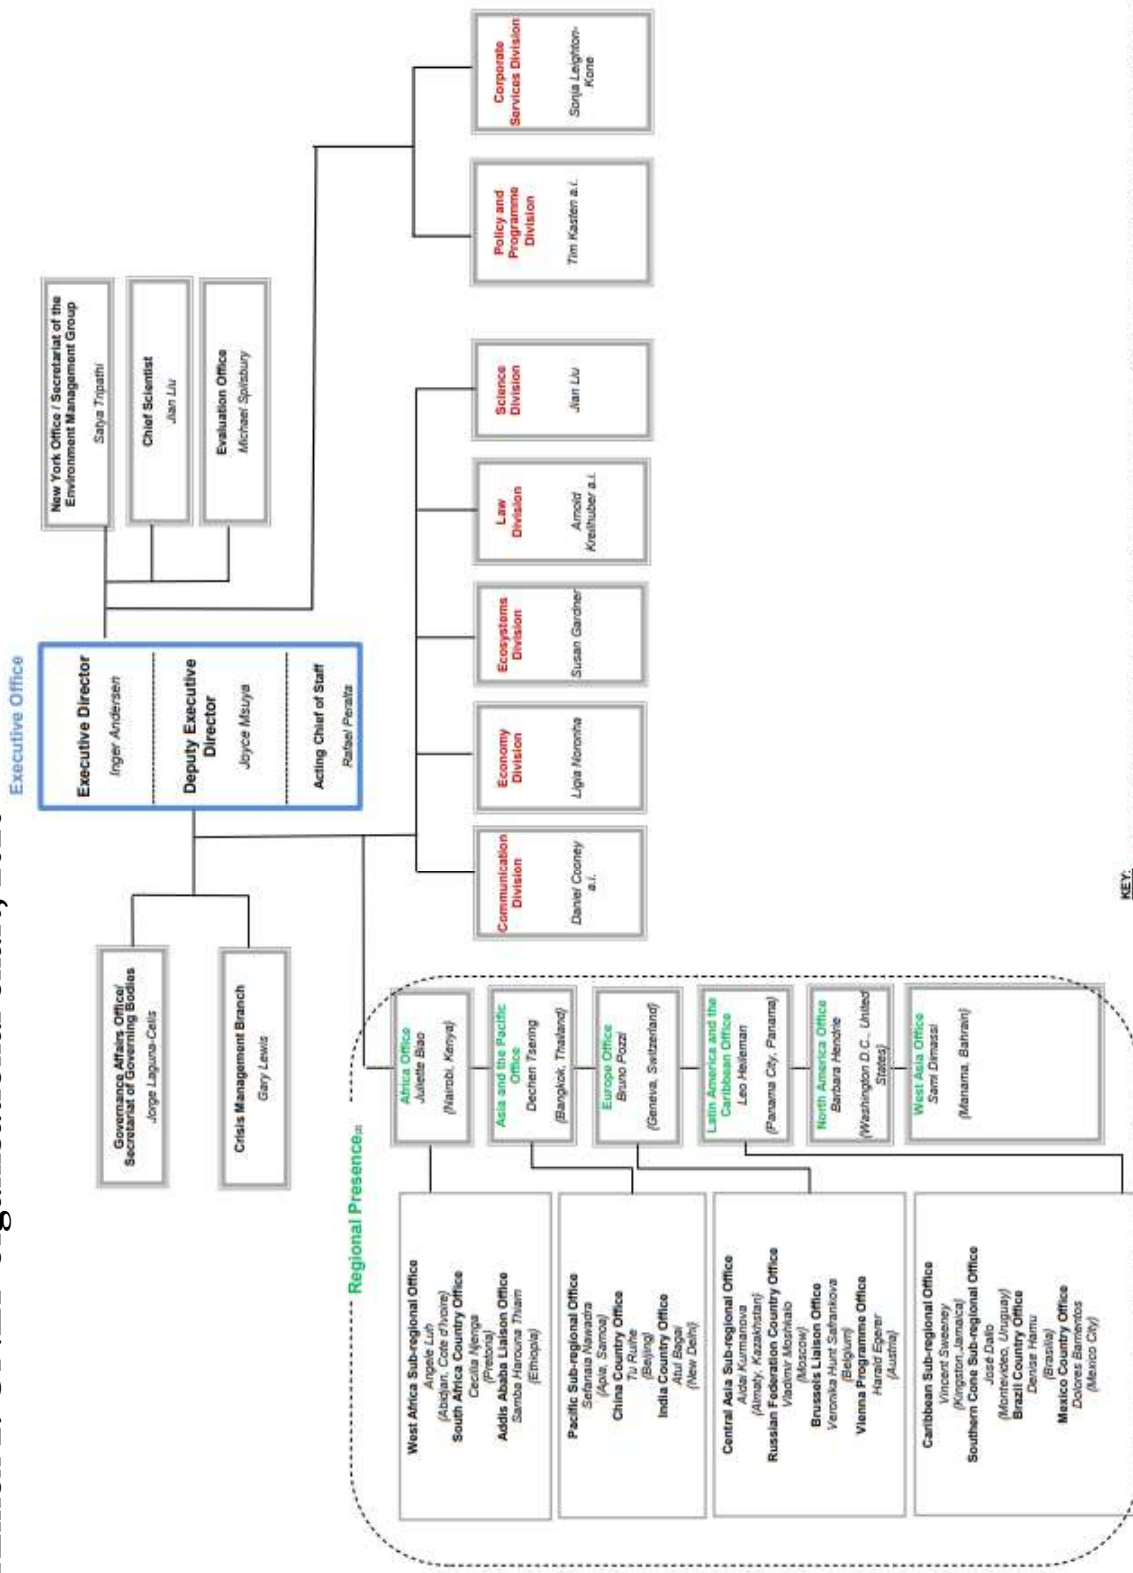 Executive Office
Executive Director
Inger Andersen
Deputy Executive
Director
Joyce Msuya
Acting Chief of Staff
Rafael Peralta
New York Office / Secretariat of the
Environment Management Group
Satya Tripathi
Chief Scientist
Jian Liu
Evaluation Office
Michael Spilsbury
Governance Affairs Office/
Secretariat of Governing Bodies
Jorge Laguna-Celis
Crisis Management Branch
Gary Lewis
Communication
Division
Daniel Cooney
a.i.
Economy
Division
Ligia Noronha
Ecosystems
Division
Susan Gardner
Law
Division
Arnold
Kreilhuber a.i.
Science
Division
Jian Liu
Policy and
Programme
Division
Tim Kasten a.i.
Corporate
Services Division
Sonja Leighton-
Kone
Regional Presence
Africa Office
Juliette Biao
(Nairobi, Kenya)
Asia and the Pacific
Office
Dechen Tsering
(Bangkok, Thailand)
Europe Office
Bruno Pozzi
(Geneva, Switzerland)
Latin America and the
Caribbean Office
Leo Heileman
(Panama City, Panama)
North America Office
Barbara Hendrie
(Washington D.C., United
States)
West Asia Office
Sami Dimassi
(Manama, Bahrain)
West Africa Sub-regional Office
Angele Luh
(Abidjan, Cote d'Ivoire)
South Africa Country Office
Cecilia Njenga
(Pretoria)
Addis Ababa Liaison Office
Samba Harouna Thiam
(Ethiopia)
Pacific Sub-regional Office
Sefanaia Nawadra
(Apia, Samoa)
China Country Office
Tu Ruihe
(Beijing)
India Country Office
Atul Bagai
(New Delhi)
Central Asia Sub-regional Office
Aidai Kurmanova
(Almaty, Kazakhstan)
Russian Federation Country Office
Vladimir Moshkalo
(Moscow)
Brussels Liaison Office
Veronika Hunt Safrankova
(Belgium)
Vienna Programme Office
Harald Egerer
(Austria)
Caribbean Sub-regional Office
Vincent Sweeney
(Kingston, Jamaica)
Southern Cone Sub-regional Office
José Dallo
(Montevideo, Uruguay)
Brazil Country Office
Denise Hamu
(Brasilia)
Mexico Country Office
Dolores Barrientos
(Mexico City)
KEY: